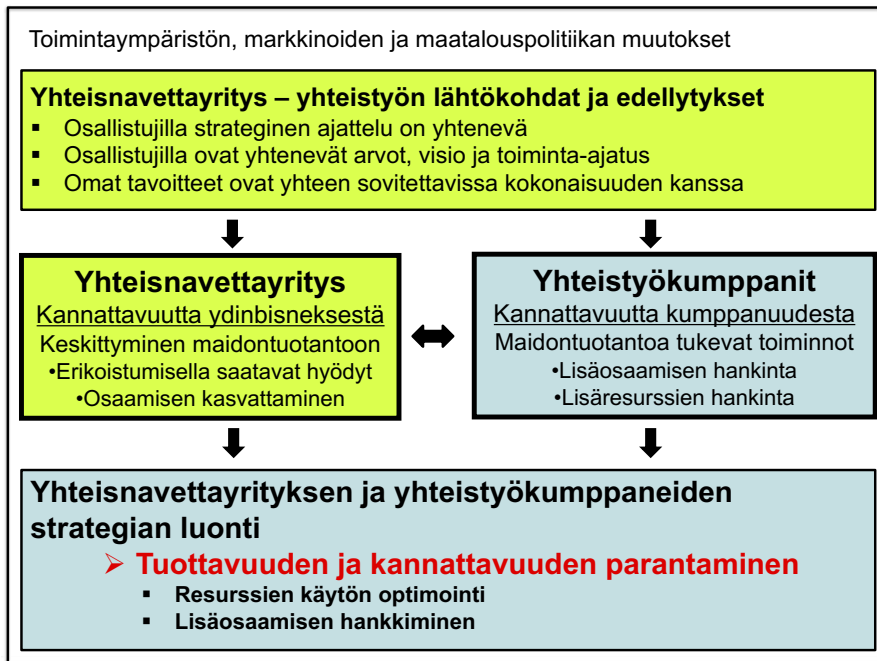 Toimintaympäristön, markkinoiden ja maatalouspolitiikan muutokset
Yhteisnavettayritys – yhteistyön lähtökohdat ja edellytykset
▪ Osallistujilla strateginen ajattelu on yhtenevä
▪ Osallistujilla ovat yhtenevät arvot, visio ja toiminta-ajatus
▪ Omat tavoitteet ovat yhteen sovitettavissa kokonaisuuden kanssa
Yhteisnavettayritys
Kannattavuutta ydinbisneksestä
Keskittyminen maidontuotantoon
•Erikoistumisella saatavat hyödyt
•Osaamisen kasvattaminen
Yhteistyökumppanit
Kannattavuutta kumppanuudesta
Maidontuotantoa tukevat toiminnot
•Lisäosaamisen hankinta
•Lisäresurssien hankinta
Yhteisnavettayrityksen ja yhteistyökumppaneiden
strategian luonti
➢ Tuottavuuden ja kannattavuuden parantaminen
▪ Resurssien käytön optimointi
▪ Lisäosaamisen hankkiminen